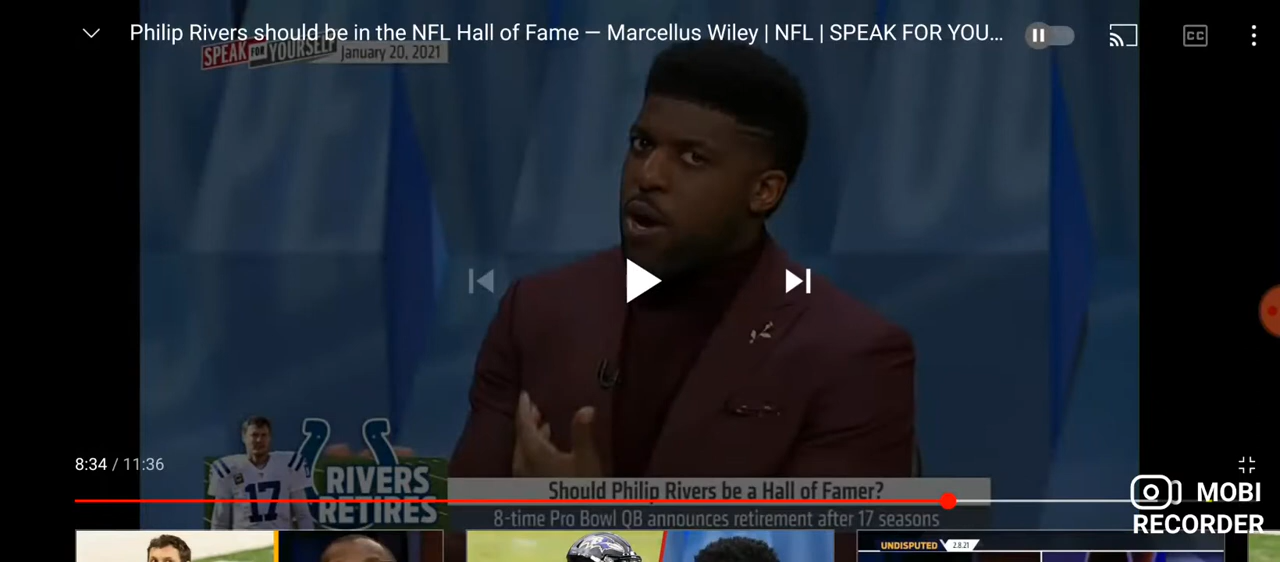 Philip Rivers should be in the NFL Hall of Fame — Marcellus Wiley | NFL | SPEAK FOR YOU...
CC
SPEAK FOR YOURSELF January 20, 2021
8:34 / 11:36
17
RIVERS
RETIRES
Should Philip Rivers be a Hall of Famer?
8-time Pro Bowl QB announces retirement after 17 seasons
MOBI
RECORDER
UNDISPUTED 2.8.21